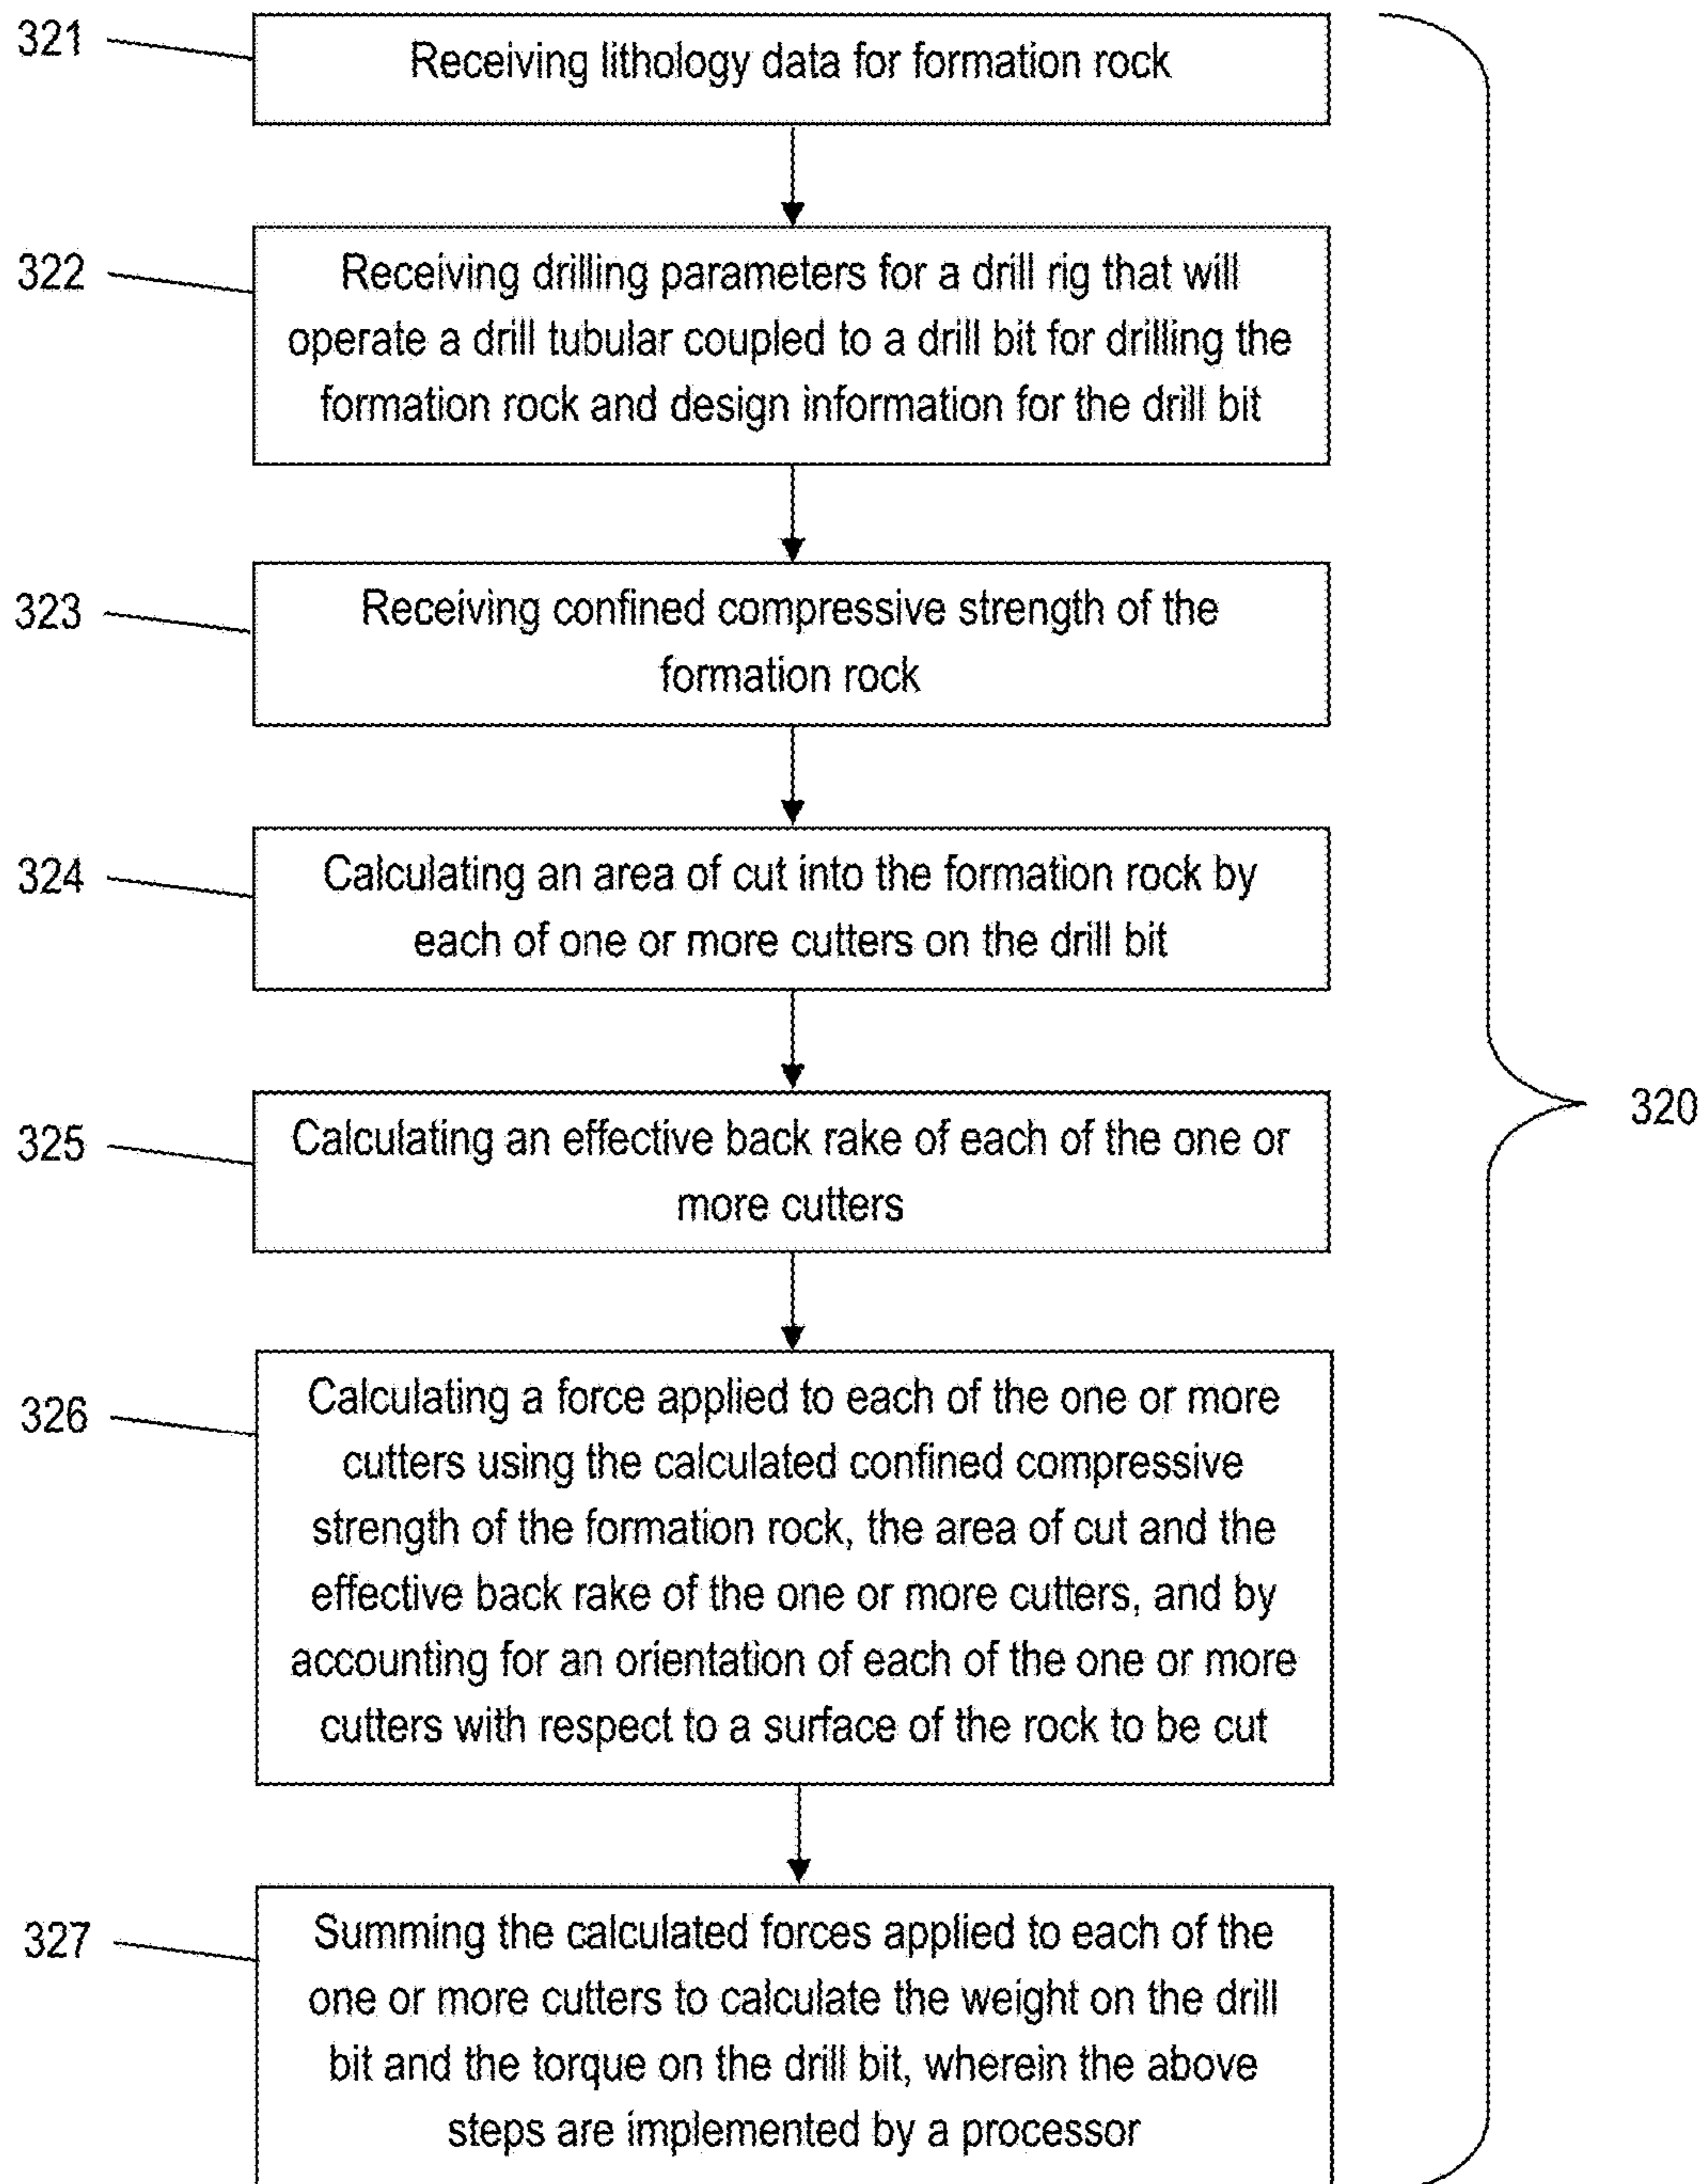 321
Receiving lithology data for formation rock
322
Receiving drilling parameters for a drill rig that will
operate a drill tubular coupled to a drill bit for drilling the
formation rock and design information for the drill bit
323
Receiving confined compressive strength of the
formation rock
324
Calculating an area of cut into the formation rock by
each of one or more cutters on the drill bit
325
Calculating an effective back rake of each of the one or
more cutters
320
326
Calculating a force applied to each of the one or more
cutters using the calculated confined compressive
strength of the formation rock, the area of cut and the
effective back rake of the one or more cutters, and by
accounting for an orientation of each of the one or more
cutters with respect to a surface of the rock to be cut
327
Summing the calculated forces applied to each of the
one or more cutters to calculate the weight on the drill
bit and the torque on the drill bit, wherein the above
steps are implemented by a processor